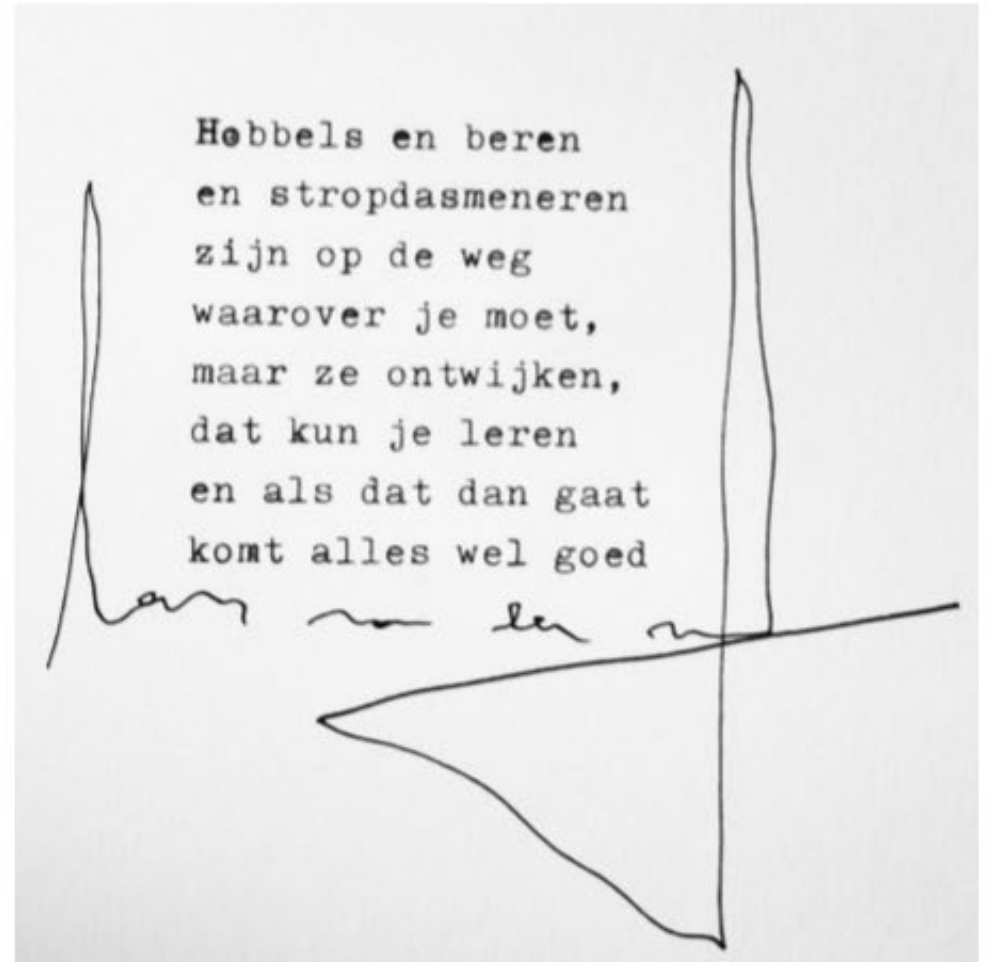 Hobbels en beren
en stropdasmeneren
zijn op de weg
waarover je moet,
maar ze ontwijken,
dat kun je leren
en als dat dan gaat
komt alles wel goed